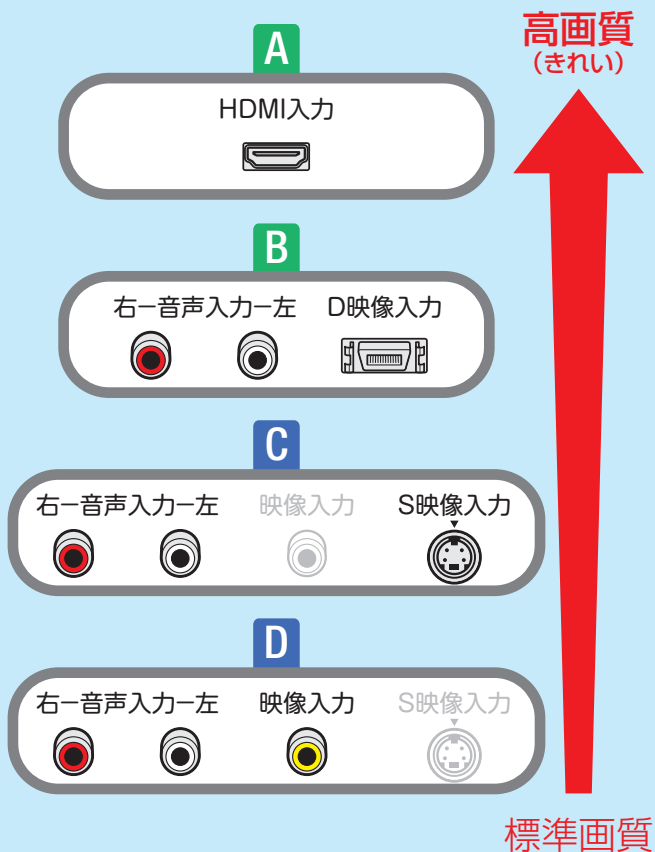 高画質
(きれい)
A
HDMI入力
B
右ー音声入力ー左 D映像入力
C
右ー音声入力ー左 映像入力 S映像入力
D
右ー音声入力ー左 映像入力 S映像入力
標準画質